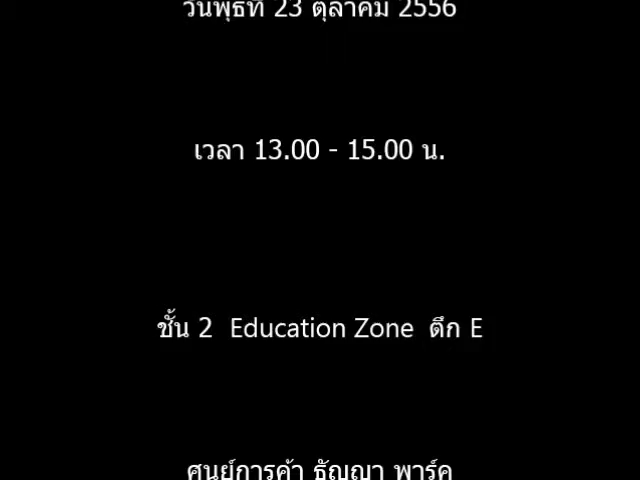 วันพุธที่ 23 ตุลาคม 2556
เวลา 13.00 - 15.00 น.
ชั้น 2 Education Zone ตึก E
ศูนย์การค้า ธัญญา พาร์ค